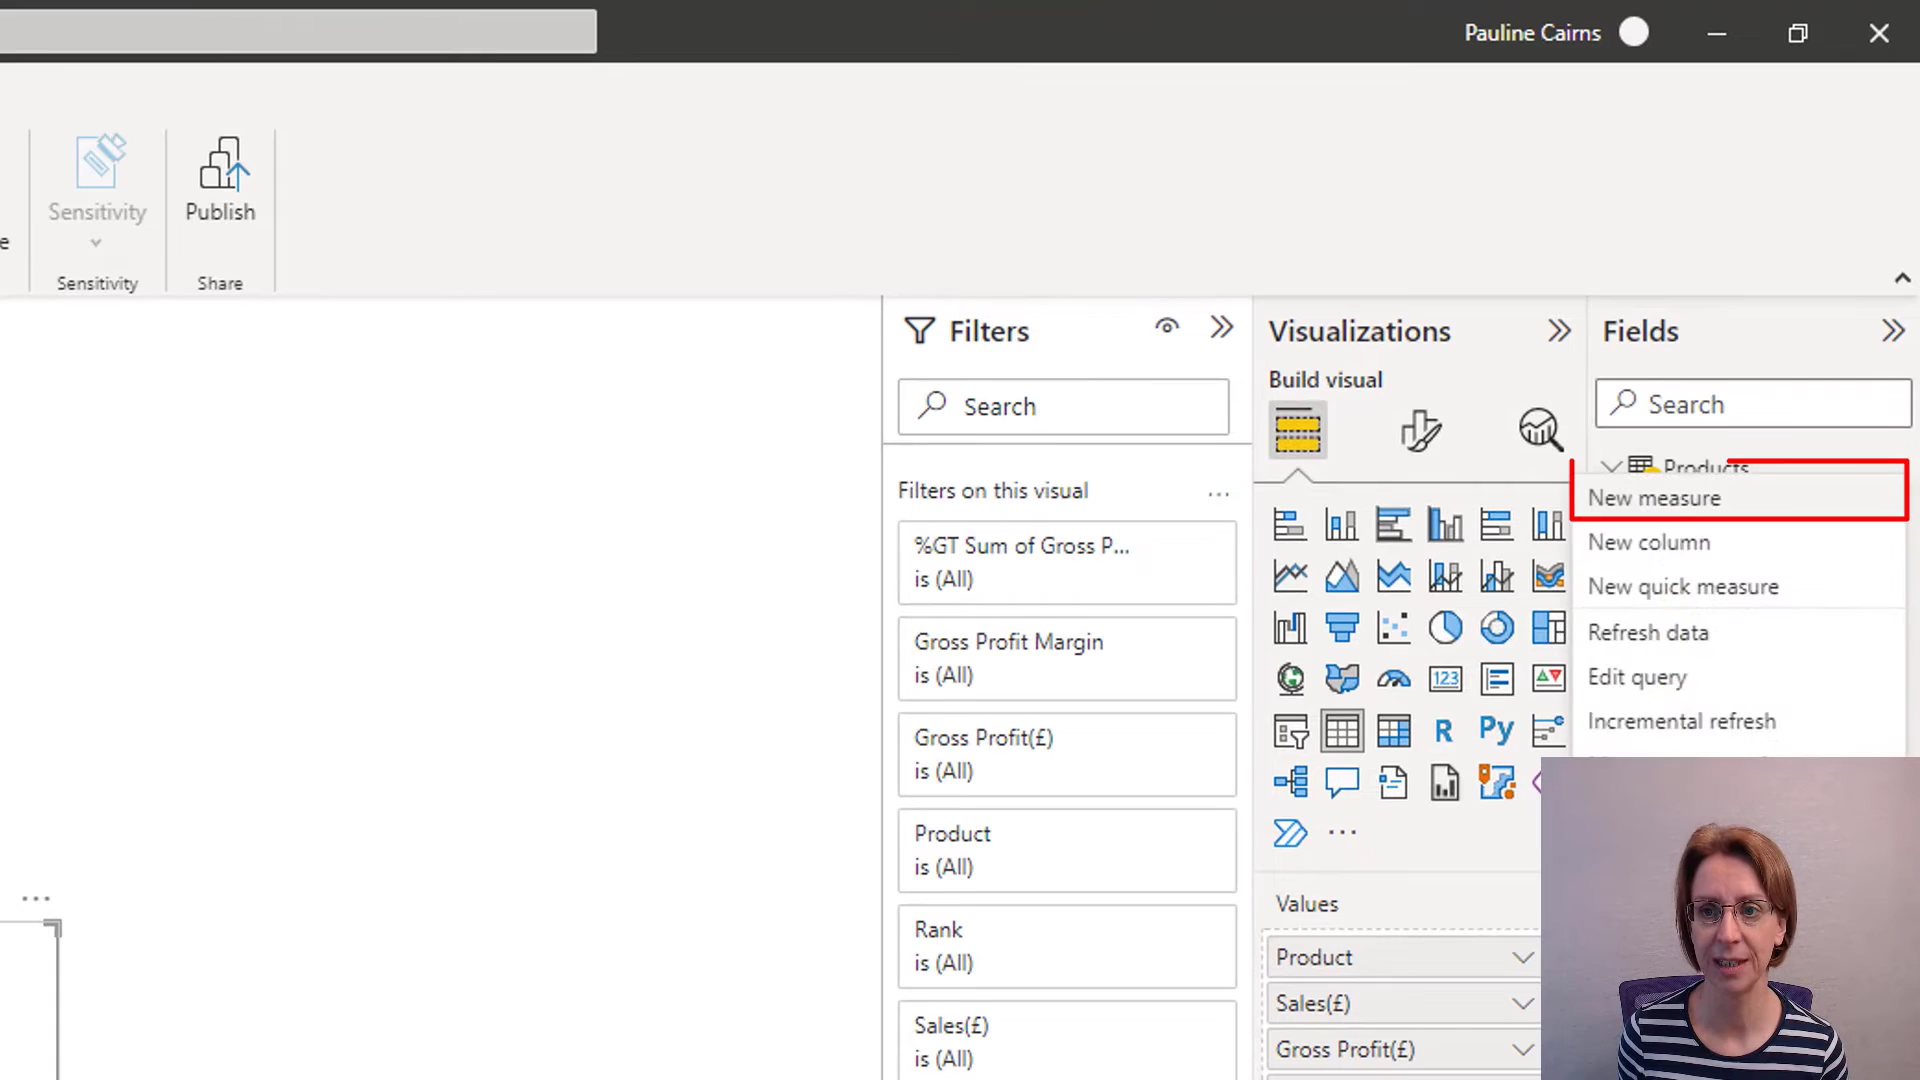 Pauline Cairns
e
Sensitivity
Publish
Sensitivity
Share
Filters
Search
Filters on this visual
...
%GT Sum of Gross P...
is (All)
Gross Profit Margin
is (All)
Gross Profit(£)
is (All)
Product
is (All)
Rank
is (All)
Sales(£)
is (All)
Visualizations
Build visual
123
R
Py
...
Values
Product
Sales(£)
Gross Profit(£)
Fields
Search
Products
New measure
New column
New quick measure
Refresh data
Edit query
Incremental refresh